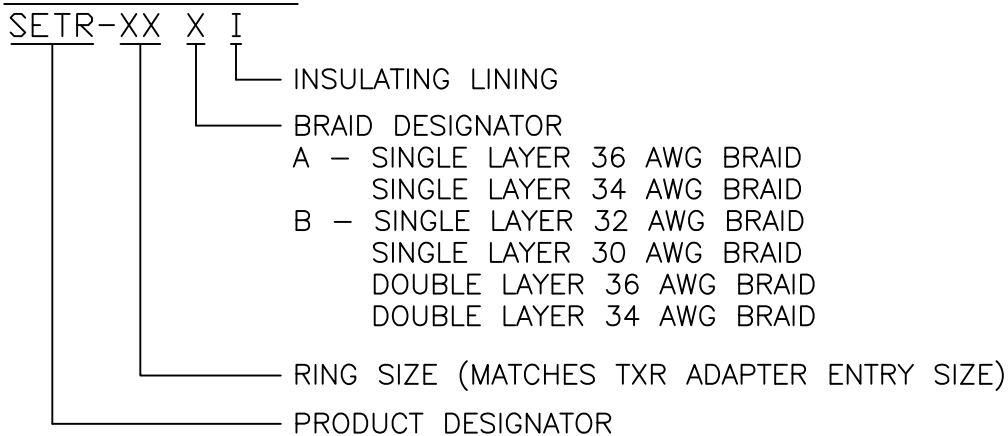 SETR-XX X I
INSULATING LINING
BRAID DESIGNATOR
A - SINGLE LAYER 36 AWG BRAID
SINGLE LAYER 34 AWG BRAID
B - SINGLE LAYER 32 AWG BRAID
SINGLE LAYER 30 AWG BRAID
DOUBLE LAYER 36 AWG BRAID
DOUBLE LAYER 34 AWG BRAID
RING SIZE (MATCHES TXR ADAPTER ENTRY SIZE)
PRODUCT DESIGNATOR